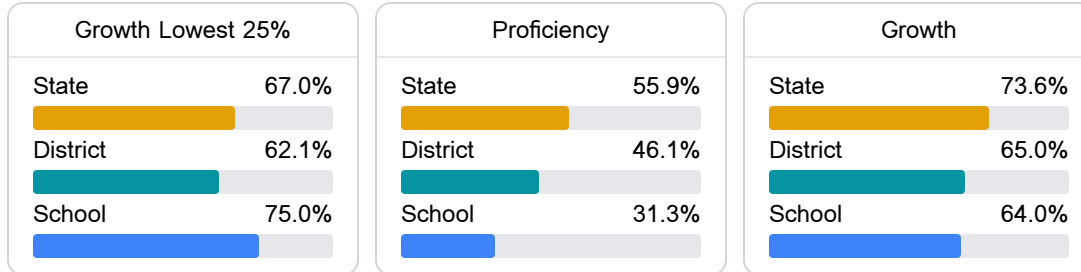 Growth Lowest 25%
State 67.0%
District 62.1%
School 75.0%
Proficiency
State 55.9%
District 46.1%
School 31.3%
Growth
State 73.6%
District 65.0%
School 64.0%